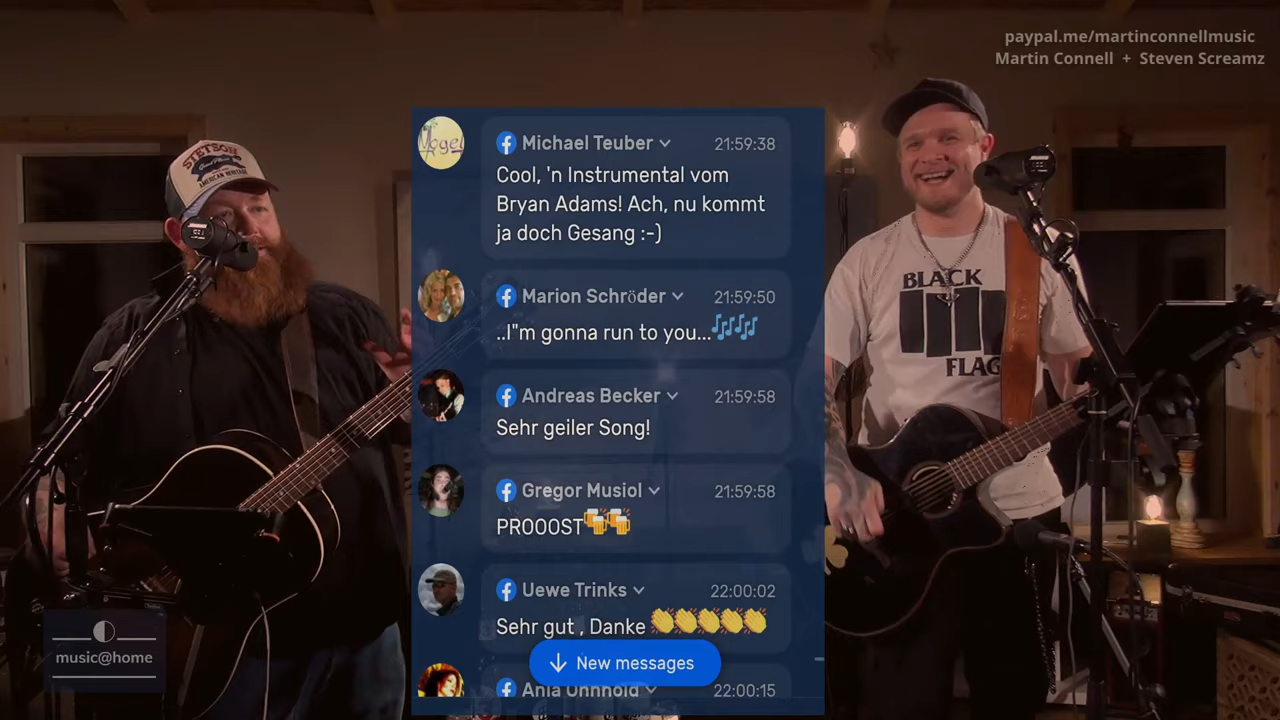 paypal.me/martinconnellmusic
Martin Connell + Steven Screamz
STETSON
AMERICAN HERITAGE
BLACK
FLAG
Michael Teuber 21:59:38
Cool, 'n Instrumental vom
Bryan Adams! Ach, nu kommt
ja doch Gesang :-)
Marion Schröder 21:59:50
..I"m gonna run to you...🎶🎶
Andreas Becker 21:59:58
Sehr geiler Song!
Gregor Musiol 21:59:58
PROOOST🍻🍻
Uewe Trinks 22:00:02
Sehr gut , Danke 👏👏👏👏👏
New messages
22:00:15
music@home